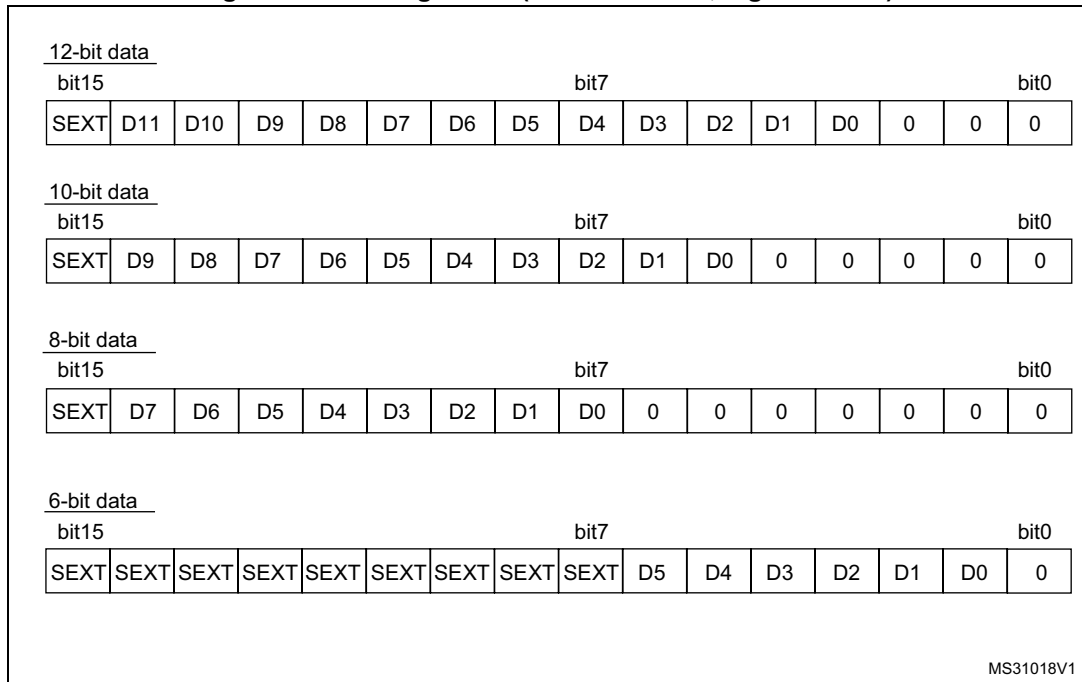 12-bit data
bit15 bit7 bit0
SEXT D11 D10 D9 D8 D7 D6 D5 D4 D3 D2 D1 D0 0 0 0
10-bit data
bit15 bit7 bit0
SEXT D9 D8 D7 D6 D5 D4 D3 D2 D1 D0 0 0 0 0 0
8-bit data
bit15 bit7 bit0
SEXT D7 D6 D5 D4 D3 D2 D1 D0 0 0 0 0 0 0 0
6-bit data
bit15 bit7 bit0
SEXT SEXT SEXT SEXT SEXT SEXT SEXT SEXT SEXT D5 D4 D3 D2 D1 D0 0
MS31018V1